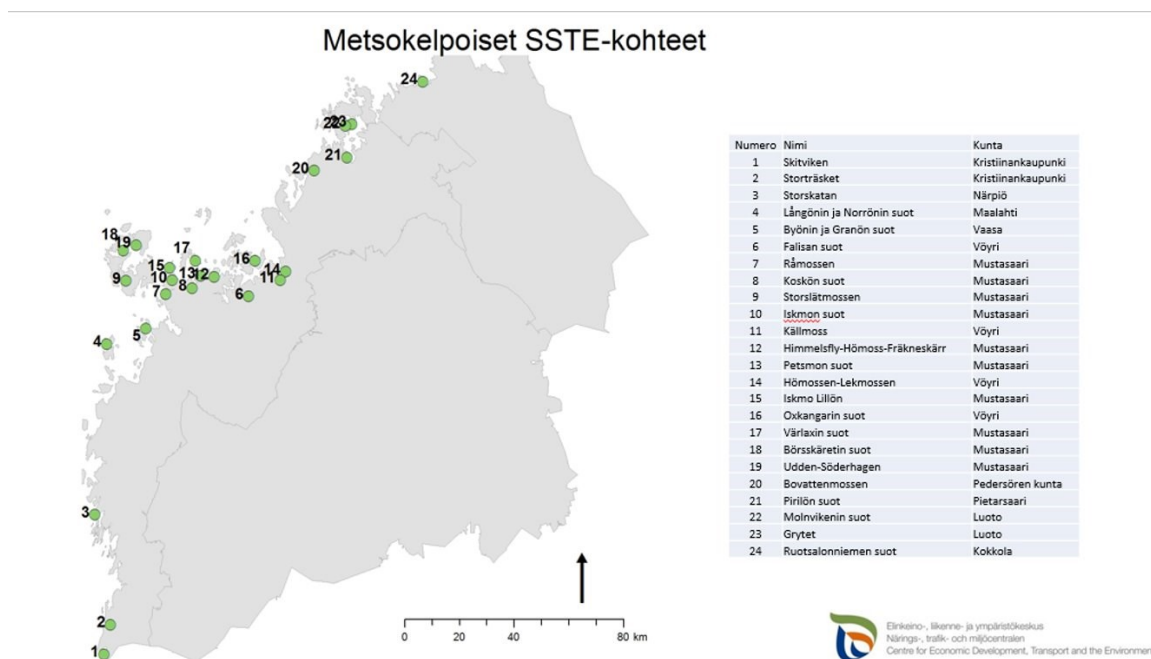 Metsokelpoiset SSTE-kohteet
24
22
23
21
20
18
19
17
16
15
14
13
12
10
11
9
8
7
6
5
4
3
2
1
0 20 40 60 80 km
Numero Nimi Kunta
1 Skitviken Kristiinankaupunki
2 Storträsket Kristiinankaupunki
3 Storskatan Närpiö
4 Långönin ja Norrönin suot Maalahti
5 Byönin ja Granön suot Vaasa
6 Falisan suot Vöyri
7 Råmossen Mustasaari
8 Koskön suot Mustasaari
9 Storslätmossen Mustasaari
10 Iskmon suot Mustasaari
11 Källmoss Vöyri
12 Himmelsfly-Hömoss-Fräkneskärr Mustasaari
13 Petsmon suot Mustasaari
14 Hömossen-Lekmossen Vöyri
15 Iskmo Lillön Mustasaari
16 Oxkangarin suot Vöyri
17 Värlaxin suot Mustasaari
18 Börsskäretin suot Mustasaari
19 Udden-Söderhagen Mustasaari
20 Bovattenmossen Pedersören kunta
21 Pirilön suot Pietarsaari
22 Molnvikenin suot Luoto
23 Grytet Luoto
24 Ruotsalonniemen suot Kokkola
Elinkeino-, liikenne- ja ympäristökeskus
Närings-, trafik- och miljöcentralen
Centre for Economic Development, Transport and the Environment